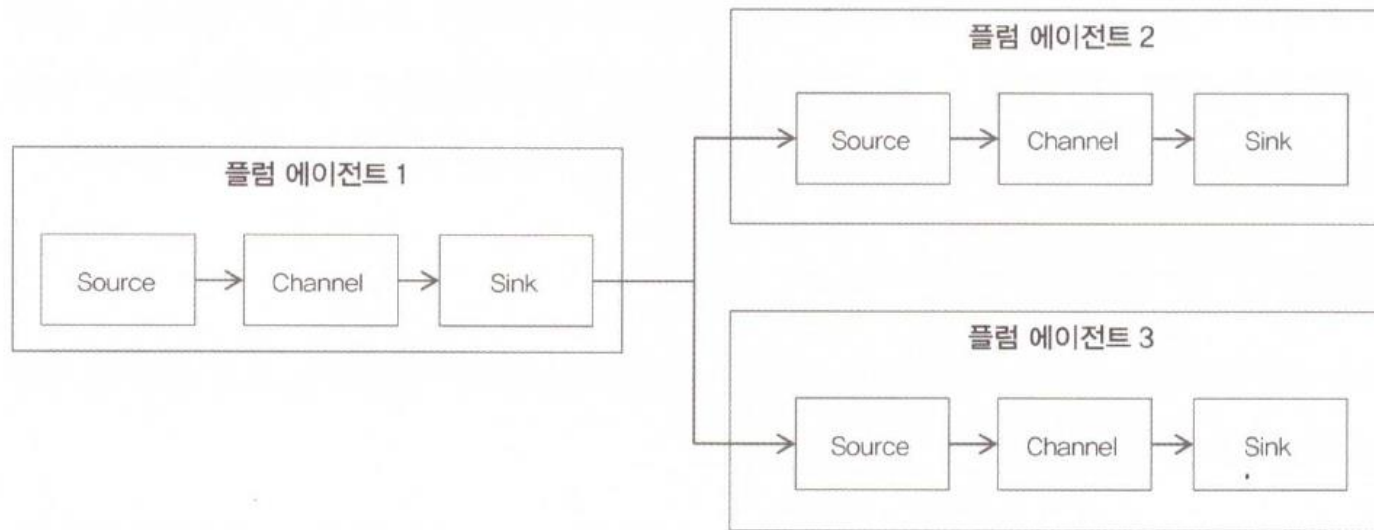 플럼 에이전트 1
Source
Channel
Sink
플럼 에이전트 2
Source
Channel
Sink
플럼 에이전트 3
Source
Channel
Sink